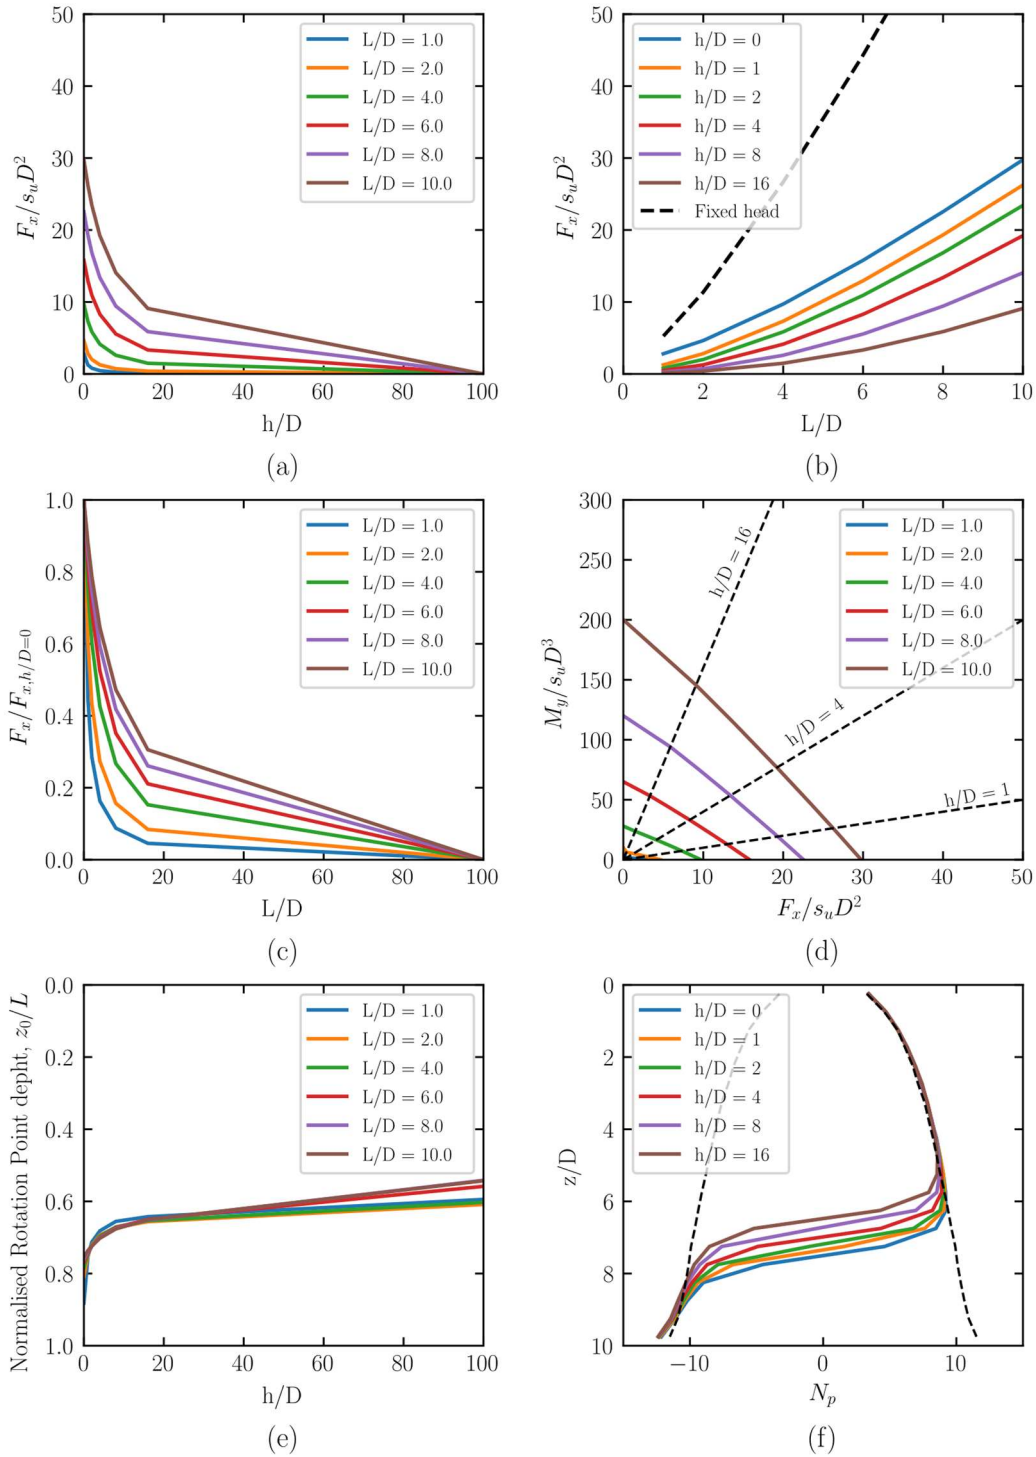 50
40
30
20
10
0
F_x/s_uD^2
L/D = 1.0
L/D = 2.0
L/D = 4.0
L/D = 6.0
L/D = 8.0
L/D = 10.0
0 20 40 60 80 100
h/D
(a)
50
40
30
20
10
0
F_x/s_uD^2
h/D = 0
h/D = 1
h/D = 2
h/D = 4
h/D = 8
h/D = 16
Fixed head
0 2 4 6 8 10
L/D
(b)
1.0
0.8
0.6
0.4
0.2
0.0
F_x/F_{x,h/D=0}
L/D = 1.0
L/D = 2.0
L/D = 4.0
L/D = 6.0
L/D = 8.0
L/D = 10.0
0 20 40 60 80 100
L/D
(c)
300
250
200
150
100
50
0
M_y/s_uD^3
h/D = 16
h/D = 4
h/D = 1
L/D = 1.0
L/D = 2.0
L/D = 4.0
L/D = 6.0
L/D = 8.0
L/D = 10.0
0 10 20 30 40 50
F_x/s_uD^2
(d)
0.0
0.2
0.4
0.6
0.8
1.0
Normalised Rotation Point depht, z_0/L
L/D = 1.0
L/D = 2.0
L/D = 4.0
L/D = 6.0
L/D = 8.0
L/D = 10.0
0 20 40 60 80 100
h/D
(e)
0
2
4
6
8
10
z/D
h/D = 0
h/D = 1
h/D = 2
h/D = 4
h/D = 8
h/D = 16
−10 0 10
N_p
(f)